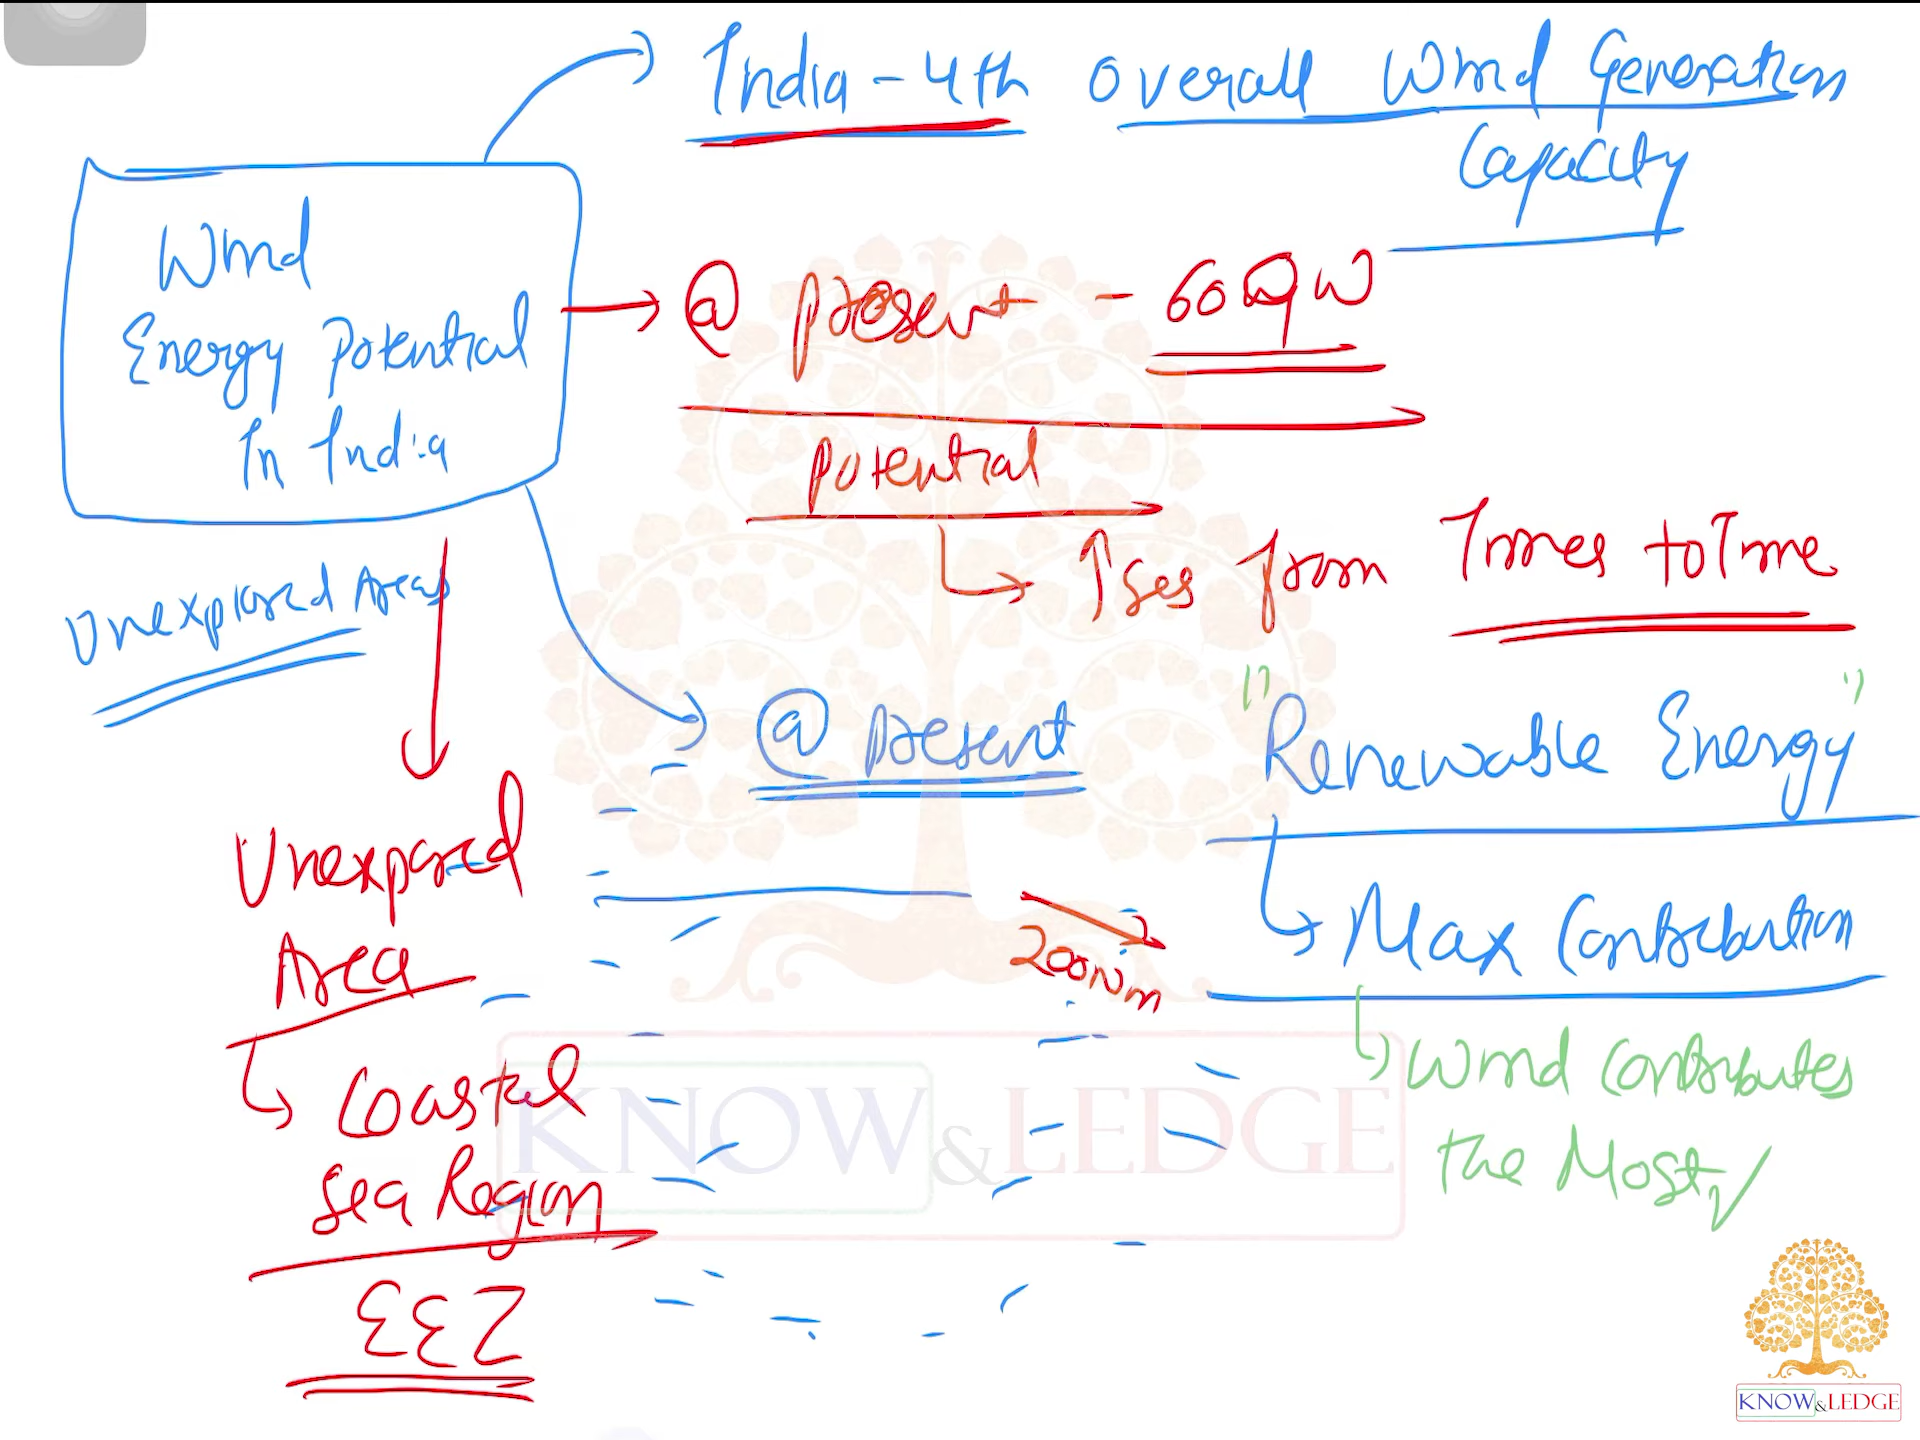 India - 4th Overall Wind Generation
Capacity
Wind
Energy Potential
In India
@ present - 60 GW
Potential
↑ses from Times to Time
Unexplored Areas
@ present
"Renewable Energy"
Max Contribution
Wind Contributes
the Most
200Nm
Unexpored
Area
Coastal
Sea Region
EEZ
KNOW&LEDGE
KNOW&LEDGE